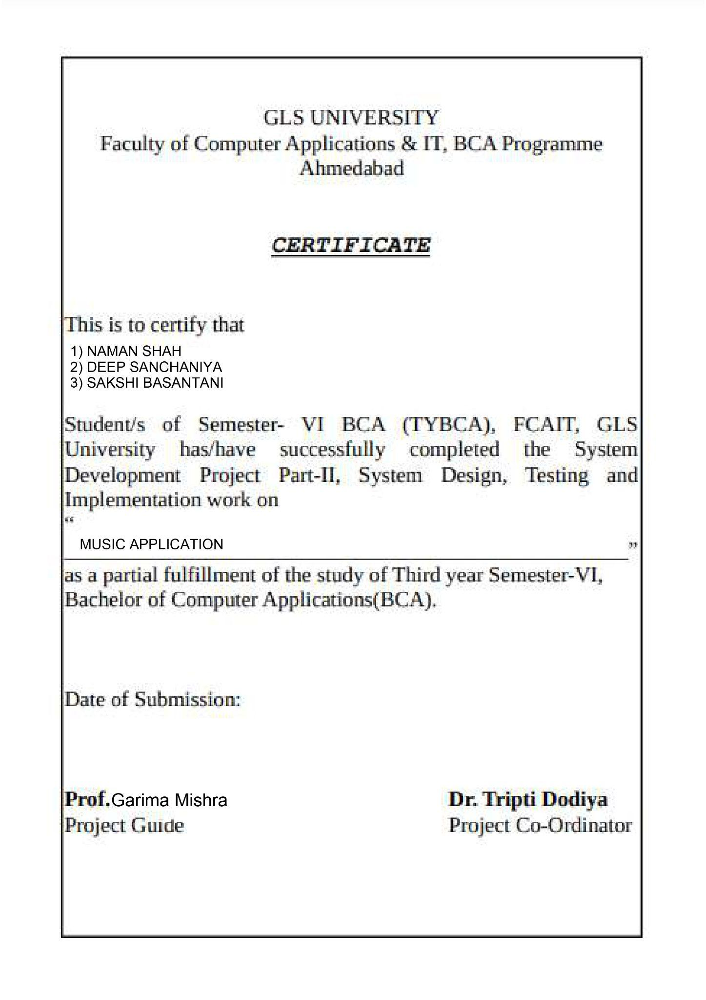 GLS UNIVERSITY
Faculty of Computer Applications & IT, BCA Programme
Ahmedabad
CERTIFICATE
This is to certify that
1) NAMAN SHAH
2) DEEP SANCHANIYA
3) SAKSHI BASANTANI
Student/s of Semester- VI BCA (TYBCA), FCAIT, GLS
University has/have successfully completed the System
Development Project Part-II, System Design, Testing and
Implementation work on
“
MUSIC APPLICATION ”
as a partial fulfillment of the study of Third year Semester-VI,
Bachelor of Computer Applications(BCA).
Date of Submission:
Prof.Garima Mishra Dr. Tripti Dodiya
Project Guide Project Co-Ordinator